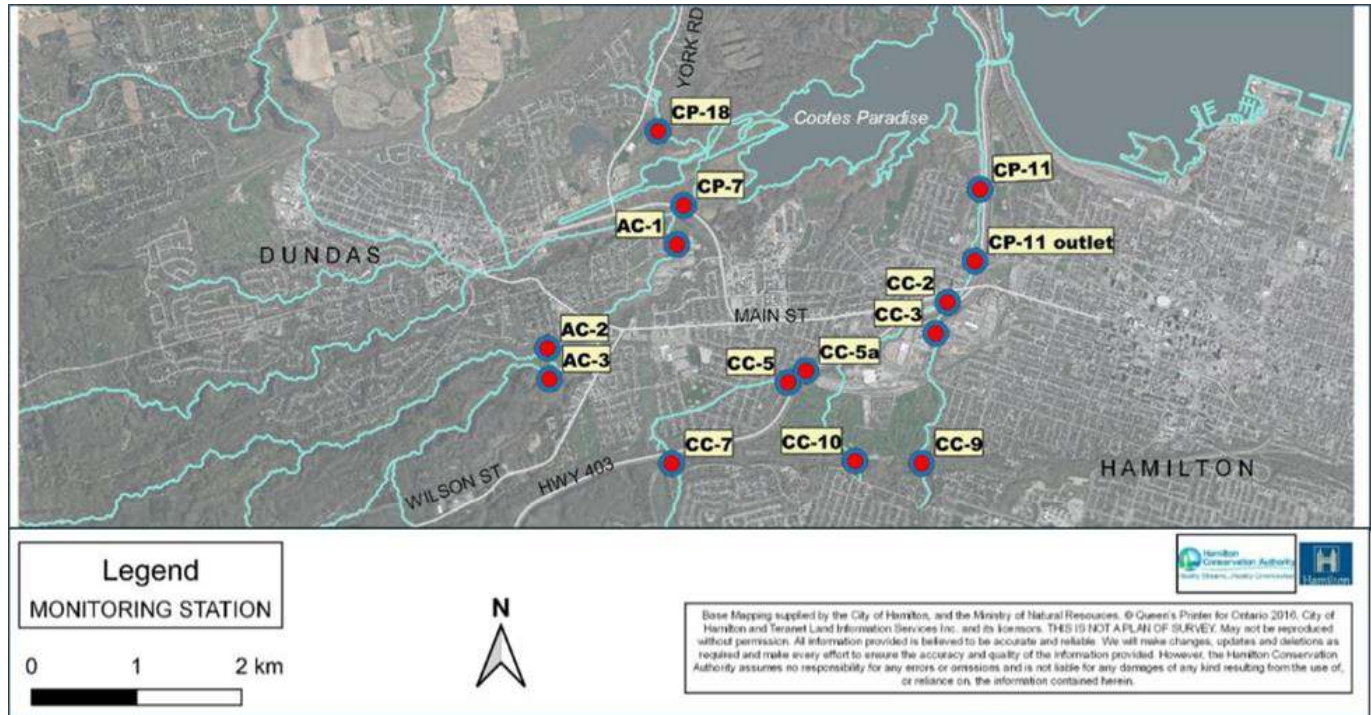 YORK RD
CP-18
Cootes Paradise
CP-11
CP-7
AC-1
DUNDAS
CP-11 outlet
CC-2
MAIN ST
CC-3
AC-2
CC-5a
AC-3
CC-5
CC-7
CC-10
CC-9
HAMILTON
WILSON ST
HWY 403
Legend
MONITORING STATION
0 1 2 km
N
Hamilton
Conservation Authority
Hamilton
Base Mapping supplied by the City of Hamilton, and the Ministry of Natural Resources. © Queen's Printer for Ontario 2016, City of
Hamilton and Teranet Land Information Services Inc. and its licensors. THIS IS NOT A PLAN OF SURVEY. May not be reproduced
without permission. All information provided is believed to be accurate and reliable. We will make changes, updates and deletions as
required and make every effort to ensure the accuracy and quality of the information provided. However, the Hamilton Conservation
Authority assumes no responsibility for any errors or omissions and is not liable for any damages of any kind resulting from the use of,
or reliance on, the information contained herein.